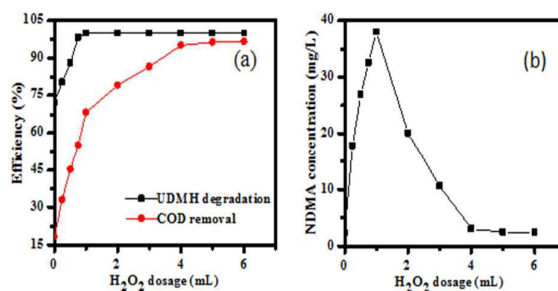 105
90
75
60
45
30
15
Efficiency (%)
(a)
UDMH degradation
COD removal
0 2 4 6
H₂O₂ dosage (mL)
40
30
20
10
0
NDMA concentration (mg/L)
(b)
0 2 4 6
H₂O₂ dosage (mL)